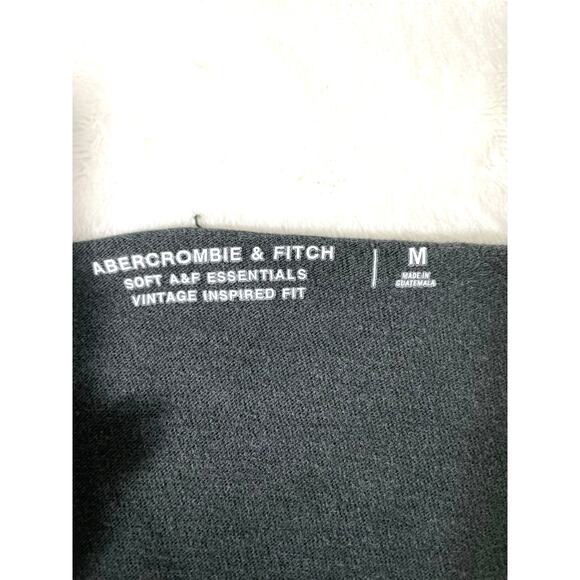 ABERCROMBIE & FITCH
SOFT A&F ESSENTIALS
VINTAGE INSPIRED FIT
M
MADE IN
GUATEMALA